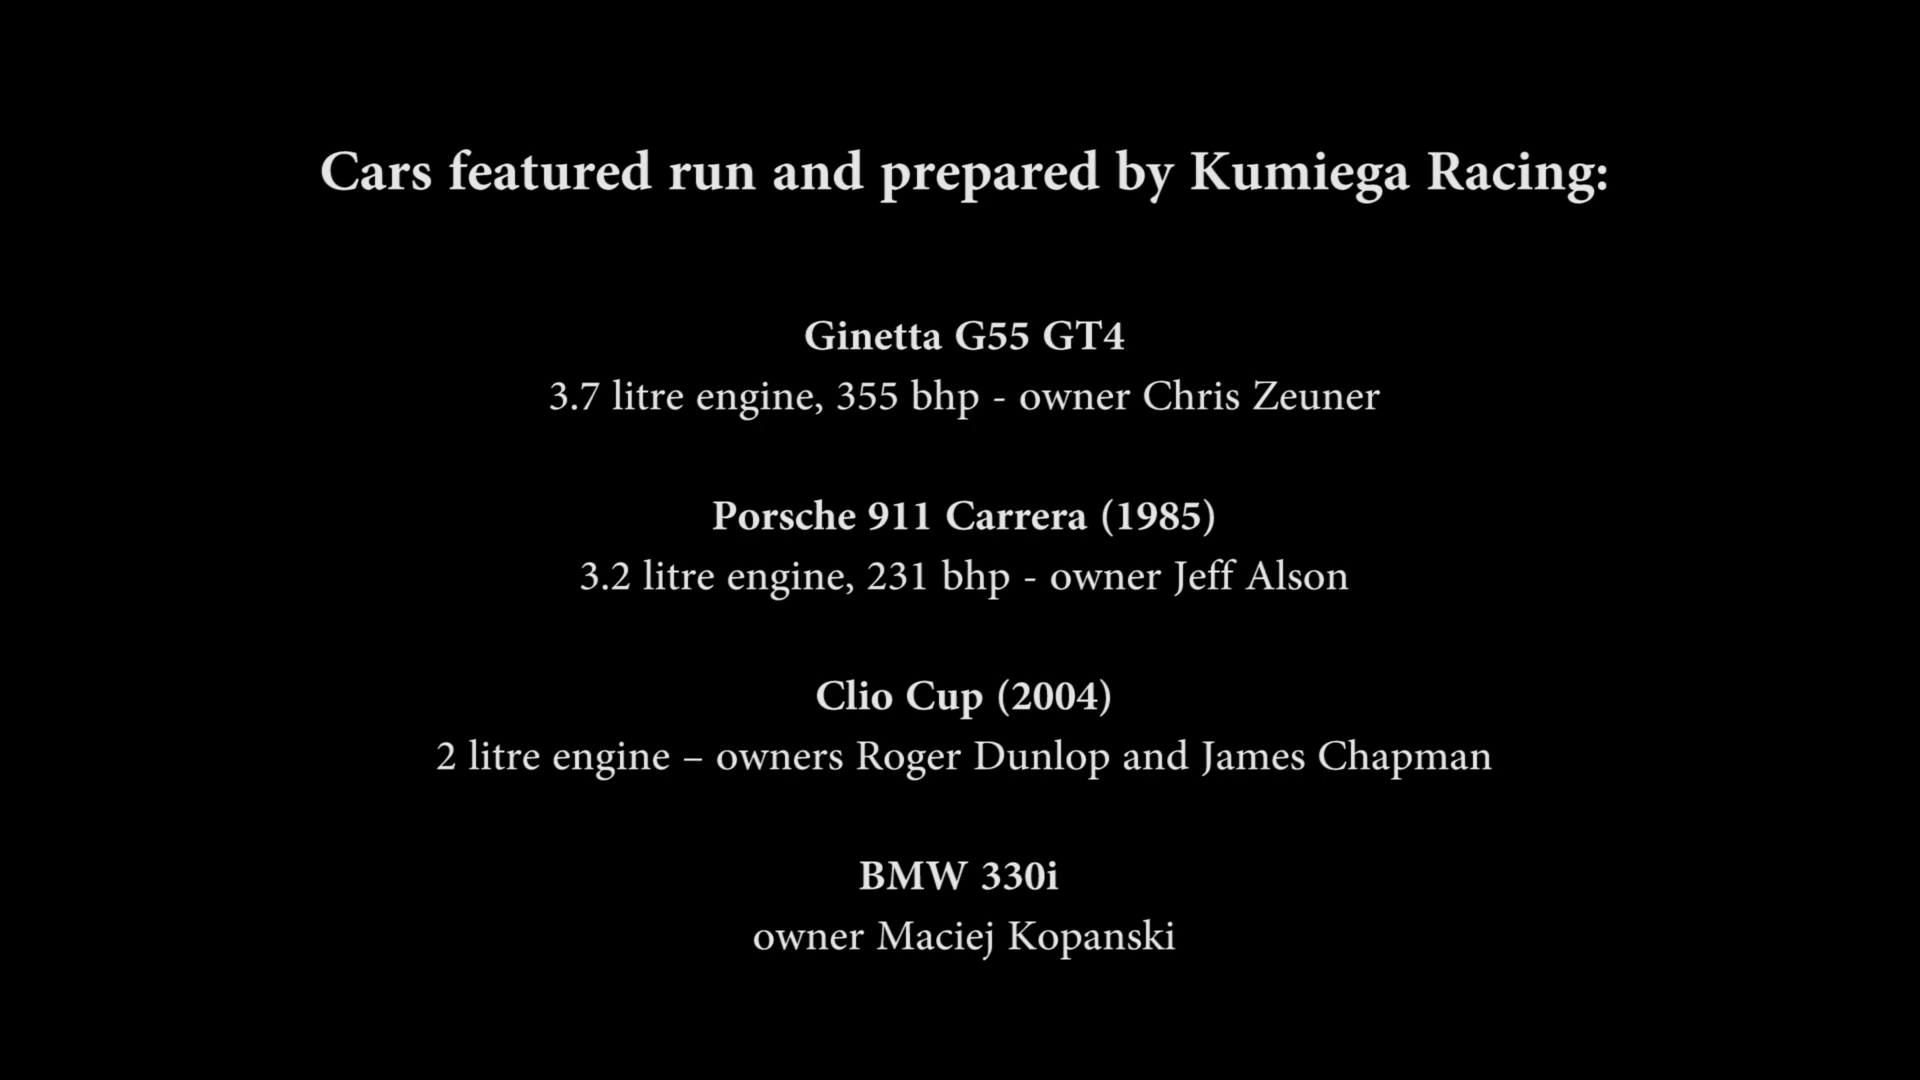 Cars featured run and prepared by Kumiega Racing:
Ginetta G55 GT4
3.7 litre engine, 355 bhp - owner Chris Zeuner
Porsche 911 Carrera (1985)
3.2 litre engine, 231 bhp - owner Jeff Alson
Clio Cup (2004)
2 litre engine – owners Roger Dunlop and James Chapman
BMW 330i
owner Maciej Kopanski